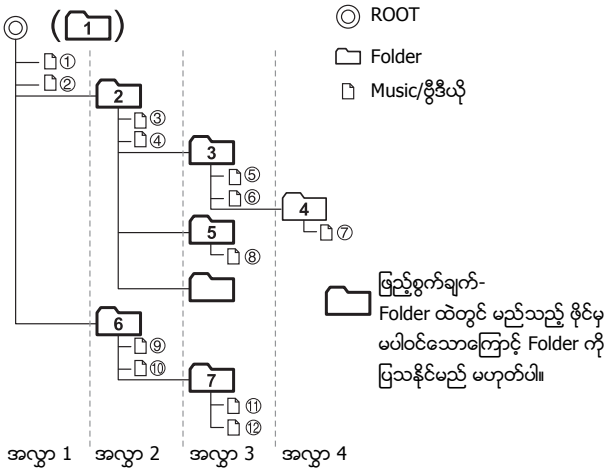 (1)
ROOT
Folder
Music/ဗွီဒီယို
①
②
2
③
④
3
⑤
⑥
4
⑦
5
⑧
ဖြည့်စွက်ချက်-
Folder ထဲတွင် မည်သည့် ဖိုင်မှ
မပါဝင်သောကြောင့် Folder ကို
ပြသနိုင်မည် မဟုတ်ပါ။
6
⑨
⑩
7
⑪
⑫
အလွှာ 1 အလွှာ 2 အလွှာ 3 အလွှာ 4